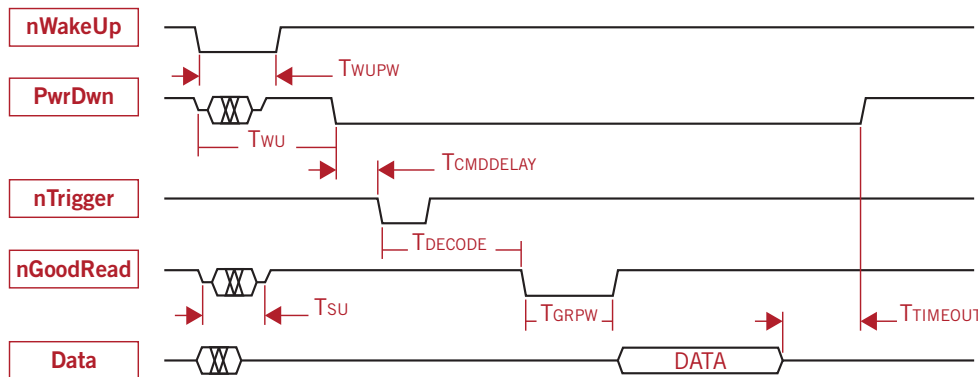 nWakeUp
TWUPW
PwrDwn
TWU
TCMDDELAY
nTrigger
TDECODE
nGoodRead
TSU
TGRPW
TTIMEOUT
Data
DATA